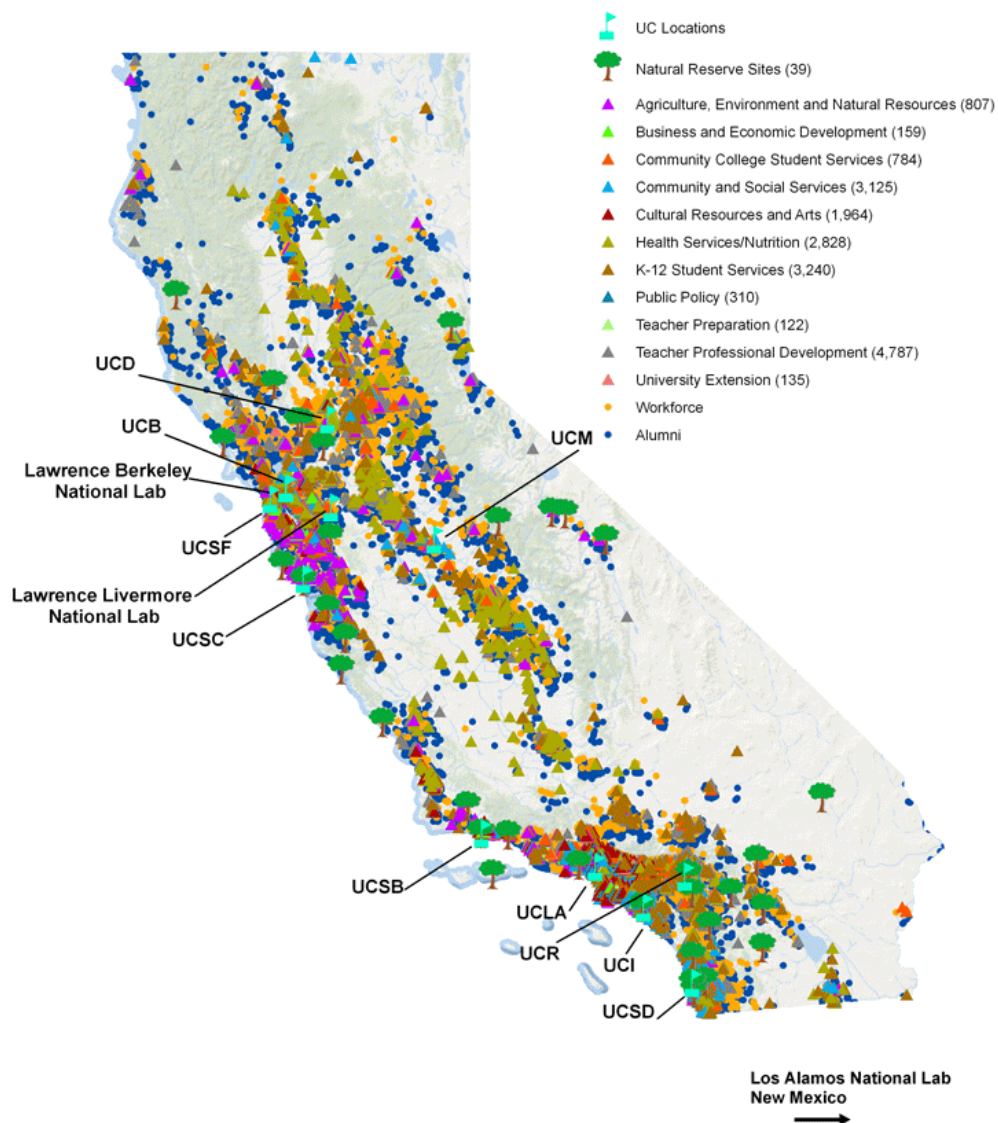 UC Locations
Natural Reserve Sites (39)
Agriculture, Environment and Natural Resources (807)
Business and Economic Development (159)
Community College Student Services (784)
Community and Social Services (3,125)
Cultural Resources and Arts (1,964)
Health Services/Nutrition (2,828)
K-12 Student Services (3,240)
Public Policy (310)
Teacher Preparation (122)
Teacher Professional Development (4,787)
University Extension (135)
Workforce
Alumni
UCD
UCB
UCM
Lawrence Berkeley
National Lab
UCSF
Lawrence Livermore
National Lab
UCSC
UCSB
UCLA
UCR
UCI
UCSD
Los Alamos National Lab
New Mexico